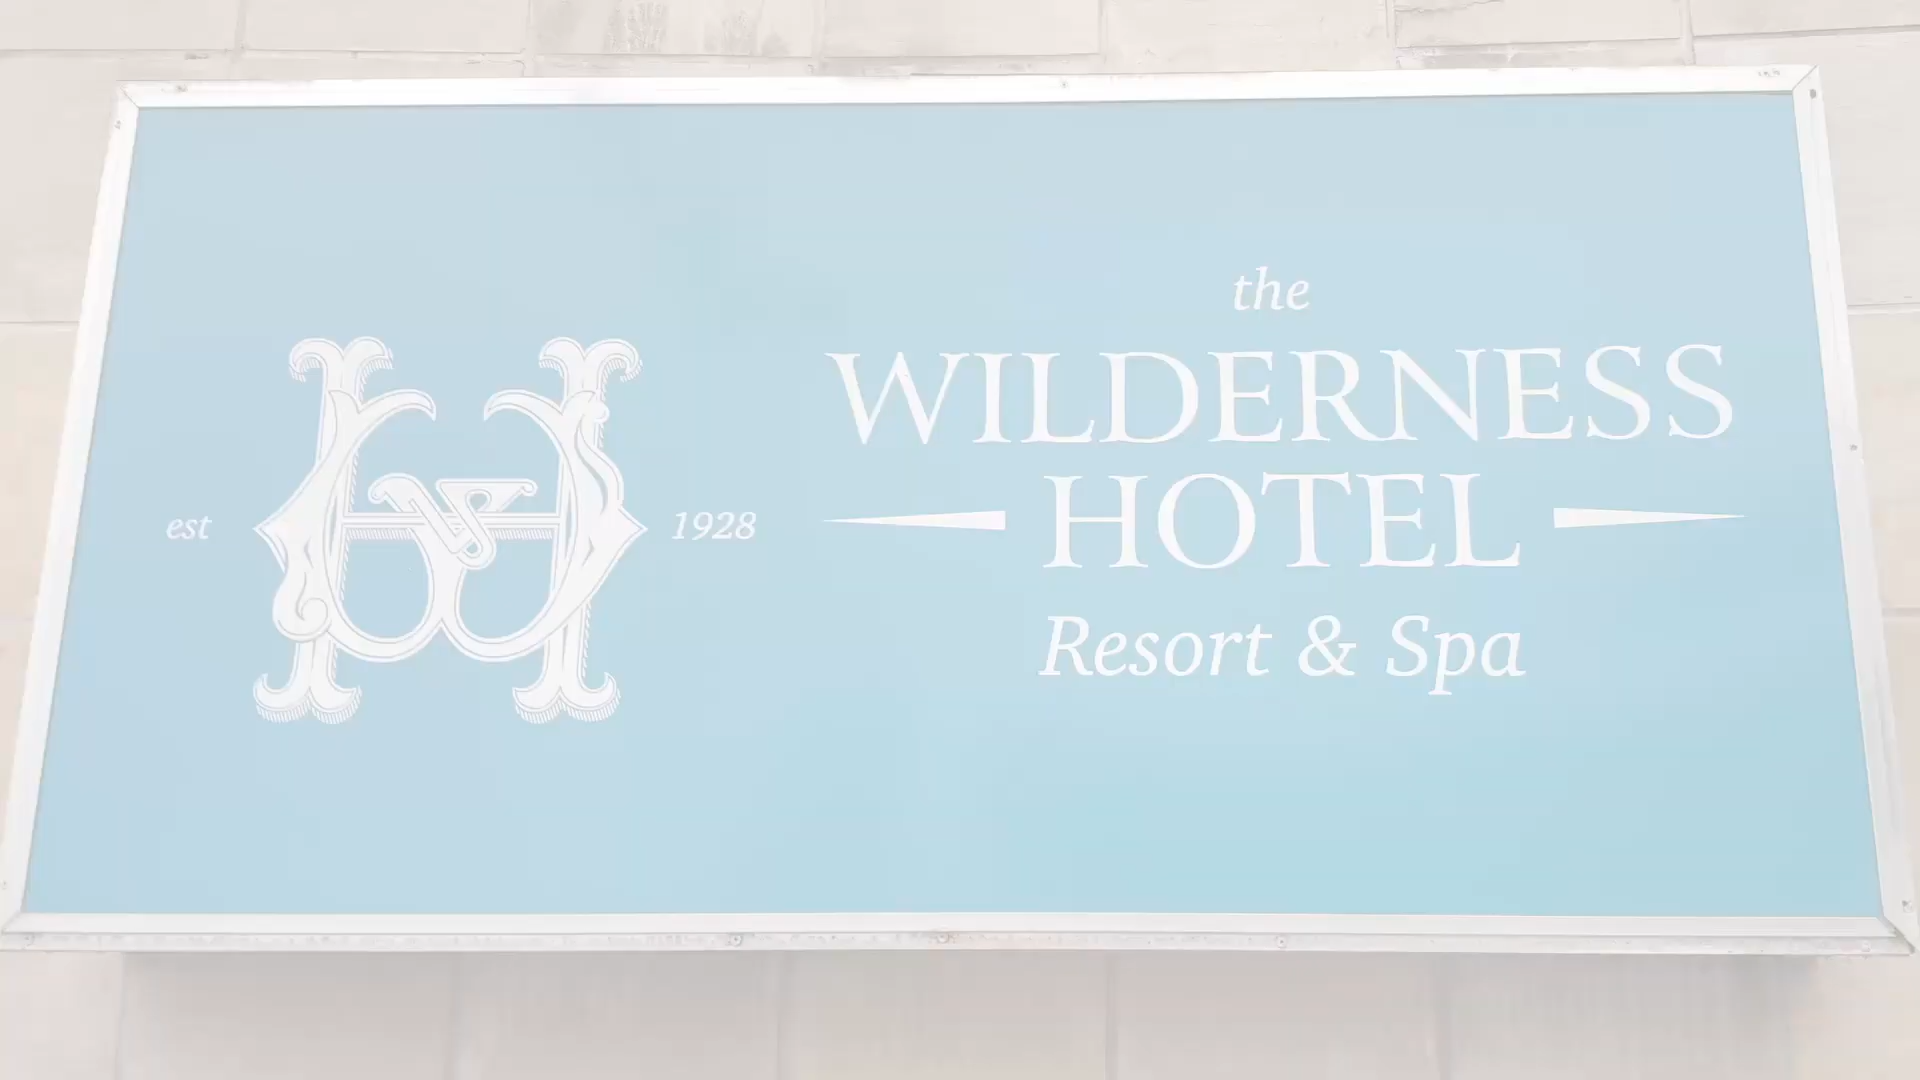 est 1928
the
WILDERNESS
HOTEL
Resort & Spa